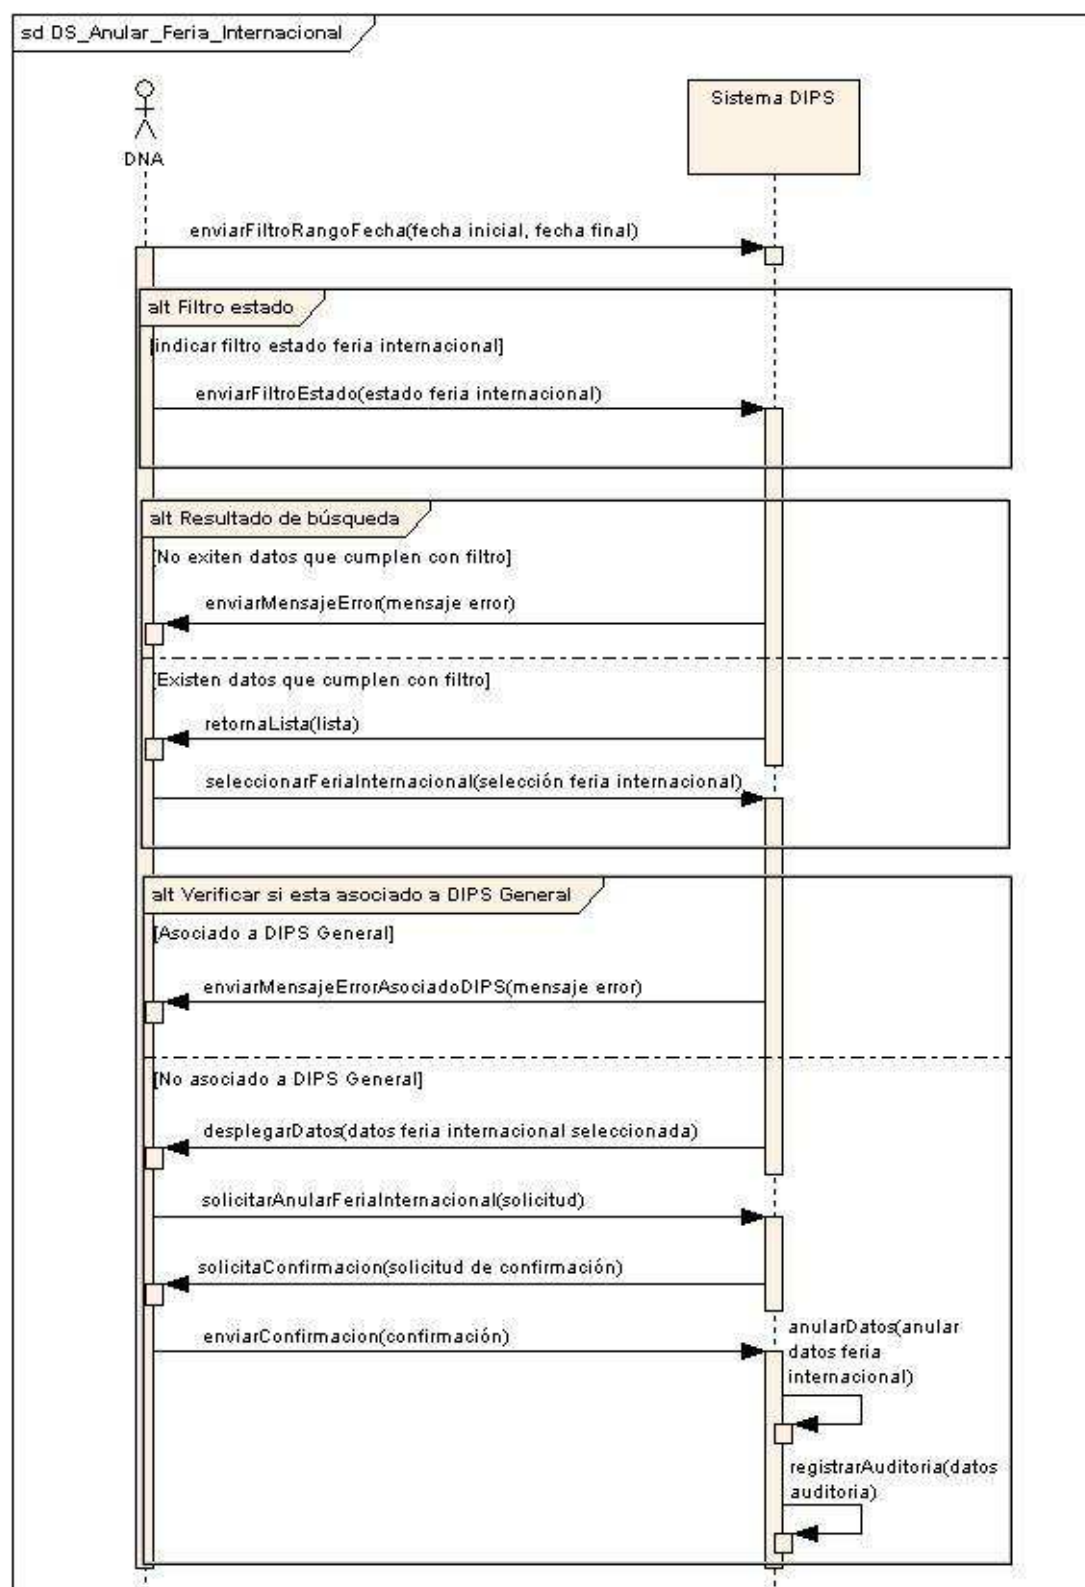 sd DS_Anular_Feria_Internacional
Sistema DIPS
DNA
enviarFiltroRangoFecha(fecha inicial, fecha final)
alt Filtro estado
[indicar filtro estado feria internacional]
enviarFiltroEstado(estado feria internacional)
alt Resultado de búsqueda
[No exiten datos que cumplen con filtro]
enviarMensajeError(mensaje error)
[Existen datos que cumplen con filtro]
retornaLista(lista)
seleccionarFeriaInternacional(selección feria internacional)
alt Verificar si esta asociado a DIPS General
[Asociado a DIPS General]
enviarMensajeErrorAsociadoDIPS(mensaje error)
[No asociado a DIPS General]
desplegarDatos(datos feria internacional seleccionada)
solicitarAnularFeriaInternacional(solicitud)
solicitaConfirmacion(solicitud de confirmación)
enviarConfirmacion(confirmación)
anularDatos(anular
datos feria
internacional)
registrarAuditoria(datos
auditoria)